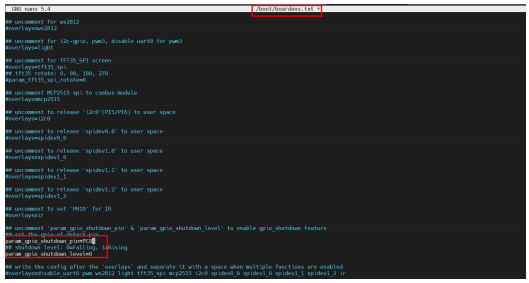 GNU nano 5.4
/boot/boardenv.txt *
## uncomment for ws2812
#overlays=ws2812
## uncomment for i2c-gpio, pwm3, disable uart0 for pwm3
#overlays=light
## uncomment for TFT35_SPI screen
#overlays=tft35_spi
## tft35 rotate: 0, 90, 180, 270
#param_tft35_spi_rotate=0
## uncomment MCP2515 spi to canbus module
#overlays=mcp2515
## uncomment to release 'i2c0'(PI5/PI6) to user space
#overlays=i2c0
## uncomment to release 'spidev0.0' to user space
#overlays=spidev0_0
## uncomment to release 'spidev1.0' to user space
#overlays=spidev1_0
## uncomment to release 'spidev1.1' to user space
#overlays=spidev1_1
## uncomment to release 'spidev1.2' to user space
#overlays=spidev1_2
## uncomment to set 'PH10' for IR
#overlays=ir
## uncomment 'param_gpio_shutdown_pin' & 'param_gpio_shutdown_level' to enable gpio_shutdown feature
## set the gpio of detect pin
param_gpio_shutdown_pin=PC8
## shutdown level: 0=Falling, 1=Rising
param_gpio_shutdown_level=0
## write the config after the 'overlays' and separate it with a space when multiple functions are enabled
#overlays=disable_uart0 pwm ws2812 light tft35_spi mcp2515 i2c0 spidev0_0 spidev1_0 spidev1_1 spidev1_2 ir